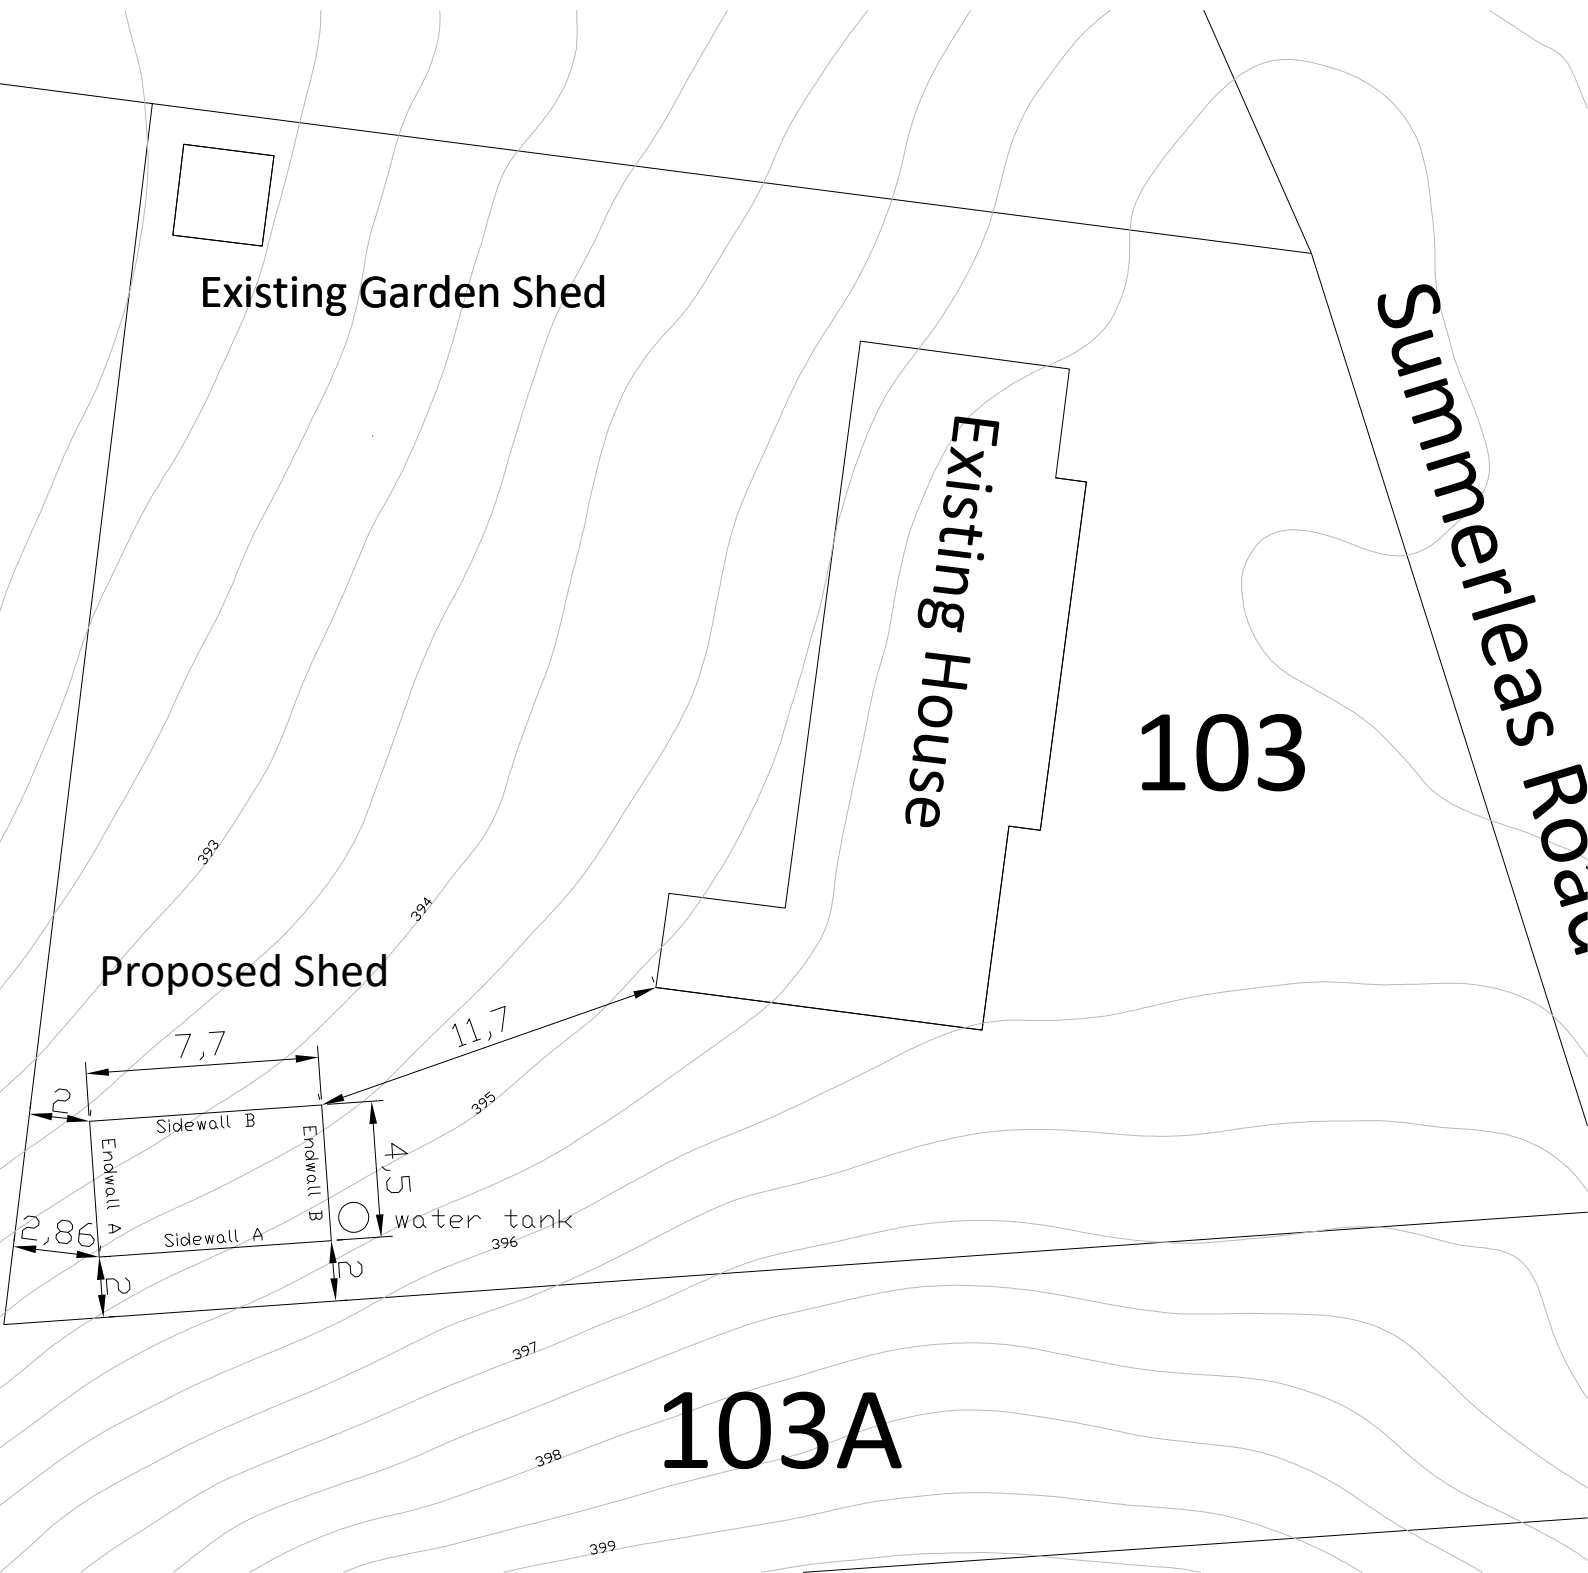 Existing Garden Shed
Summerleas Road
Existing House
103
393
394
Proposed Shed
11,7
7,7
2
395
Sidewall B
Endwall A
Endwall B
4,5
2,86
Sidewall A
water tank
396
2
2
397
103A
398
399